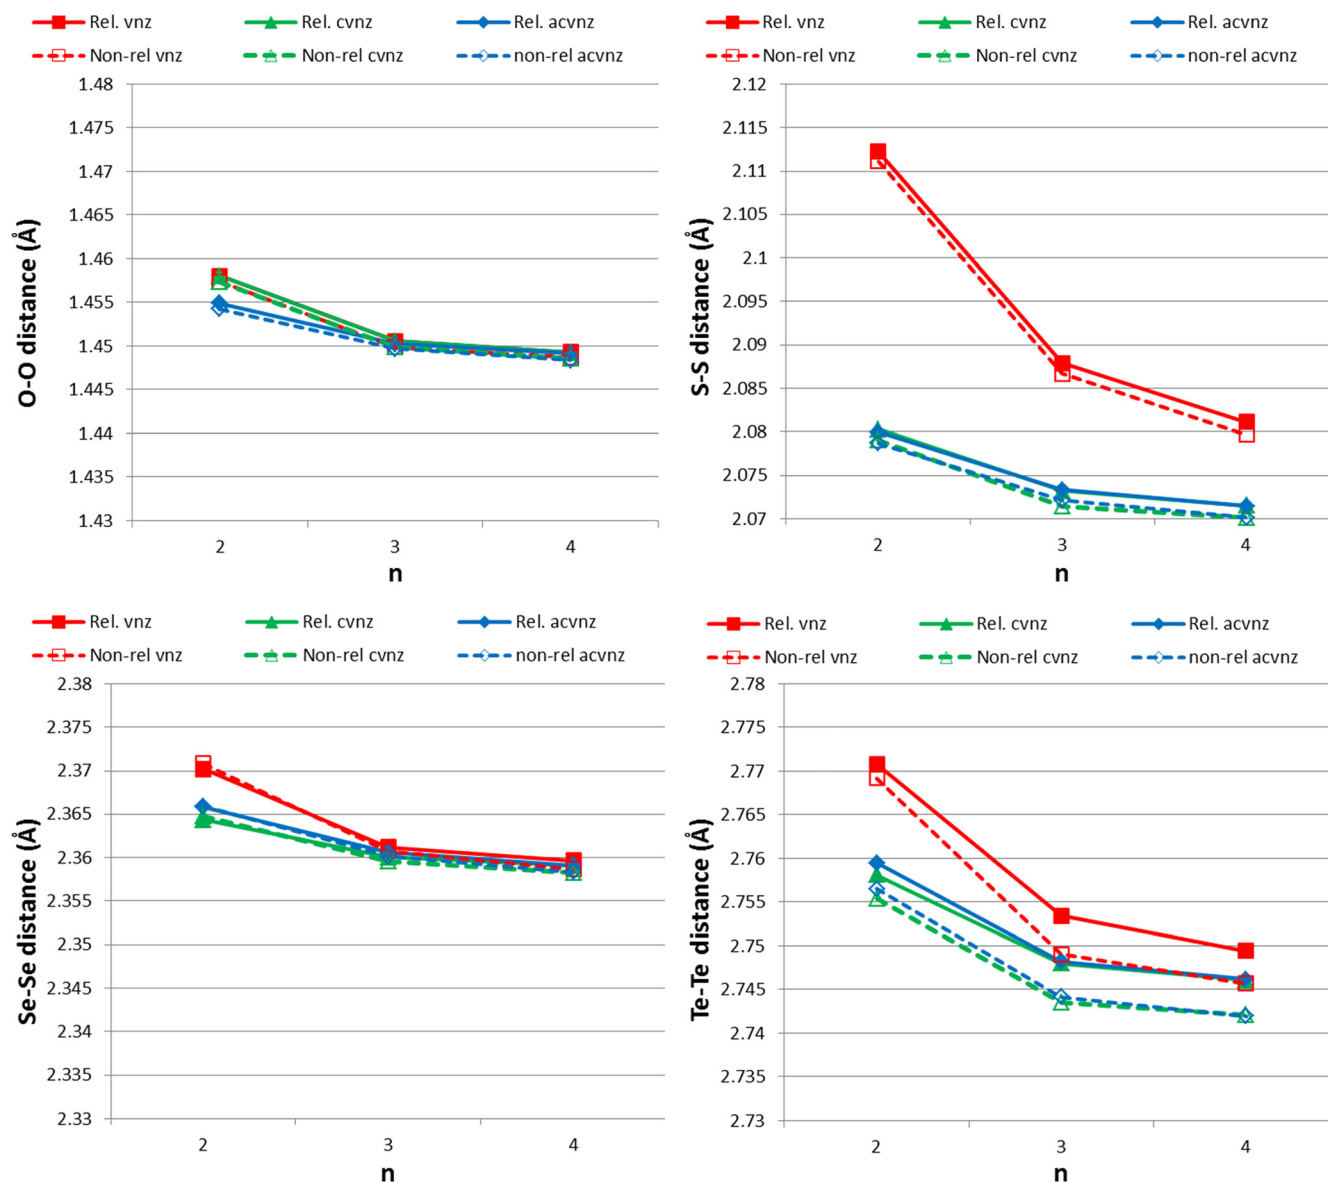 Rel. vnz Rel. cvnz Rel. acvnz
Non-rel vnz Non-rel cvnz non-rel acvnz
1.48
1.475
1.47
1.465
1.46
1.455
1.45
1.445
1.44
1.435
1.43
O-O distance (Å)
2 3 4
n
Rel. vnz Rel. cvnz Rel. acvnz
Non-rel vnz Non-rel cvnz non-rel acvnz
2.12
2.115
2.11
2.105
2.1
2.095
2.09
2.085
2.08
2.075
2.07
S-S distance (Å)
2 3 4
n
Rel. vnz Rel. cvnz Rel. acvnz
Non-rel vnz Non-rel cvnz non-rel acvnz
2.38
2.375
2.37
2.365
2.36
2.355
2.35
2.345
2.34
2.335
2.33
Se-Se distance (Å)
2 3 4
n
Rel. vnz Rel. cvnz Rel. acvnz
Non-rel vnz Non-rel cvnz non-rel acvnz
2.78
2.775
2.77
2.765
2.76
2.755
2.75
2.745
2.74
2.735
2.73
Te-Te distance (Å)
2 3 4
n